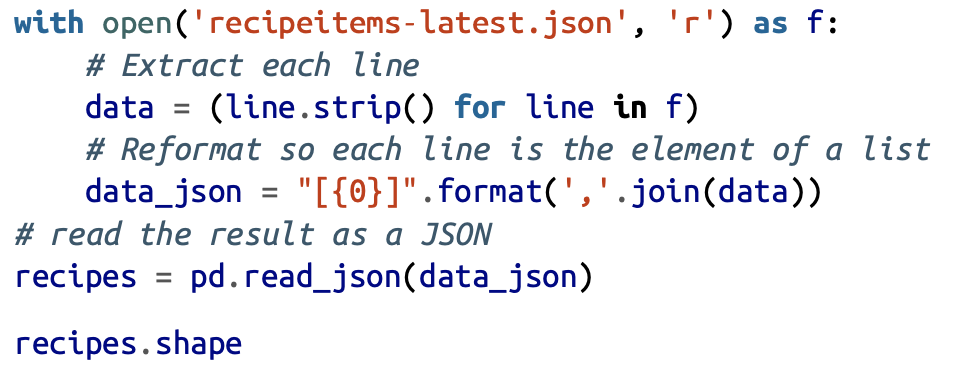 with open('recipeitems-latest.json', 'r') as f:
    # Extract each line
    data = (line.strip() for line in f)
    # Reformat so each line is the element of a list
    data_json = "[{0}]".format(','.join(data))
# read the result as a JSON
recipes = pd.read_json(data_json)
recipes.shape